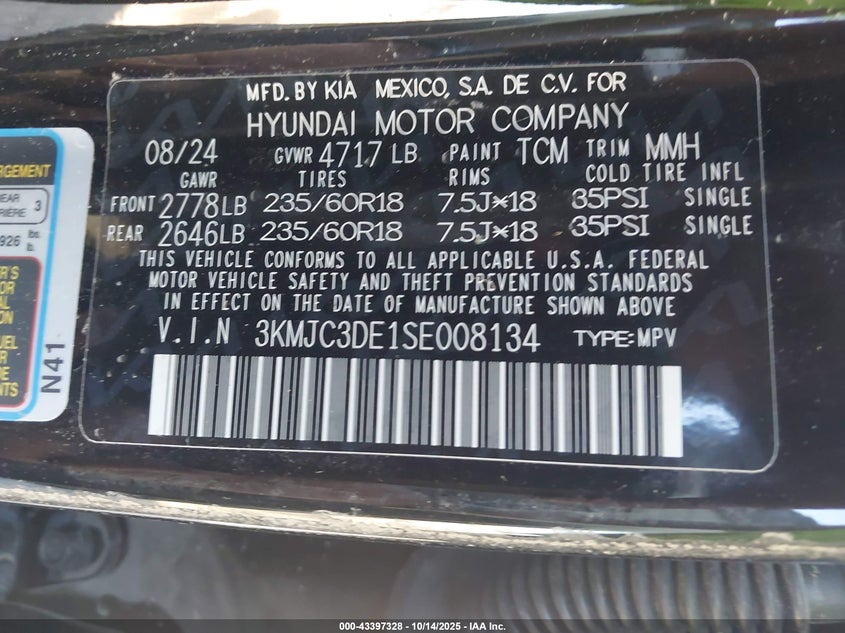 MFD. BY KIA MEXICO, S.A. DE C.V. FOR
HYUNDAI MOTOR COMPANY
08/24 GVWR 4717 LB PAINT TCM TRIM MMH
GAWR TIRES RIMS COLD TIRE INFL
FRONT 2778LB 235/60R18 7.5J*18 35PSI SINGLE
REAR 2646LB 235/60R18 7.5J*18 35PSI SINGLE
THIS VEHICLE CONFORMS TO ALL APPLICABLE U.S.A. FEDERAL
MOTOR VEHICLE SAFETY AND THEFT PREVENTION STANDARDS
IN EFFECT ON THE DATE OF MANUFACTURE SHOWN ABOVE
V.I.N 3KMJC3DE1SE008134 TYPE:MPV
ARGEMENT
3
926 lbs.
N41
000-43397328 | 10/14/2025 | IAA Inc.